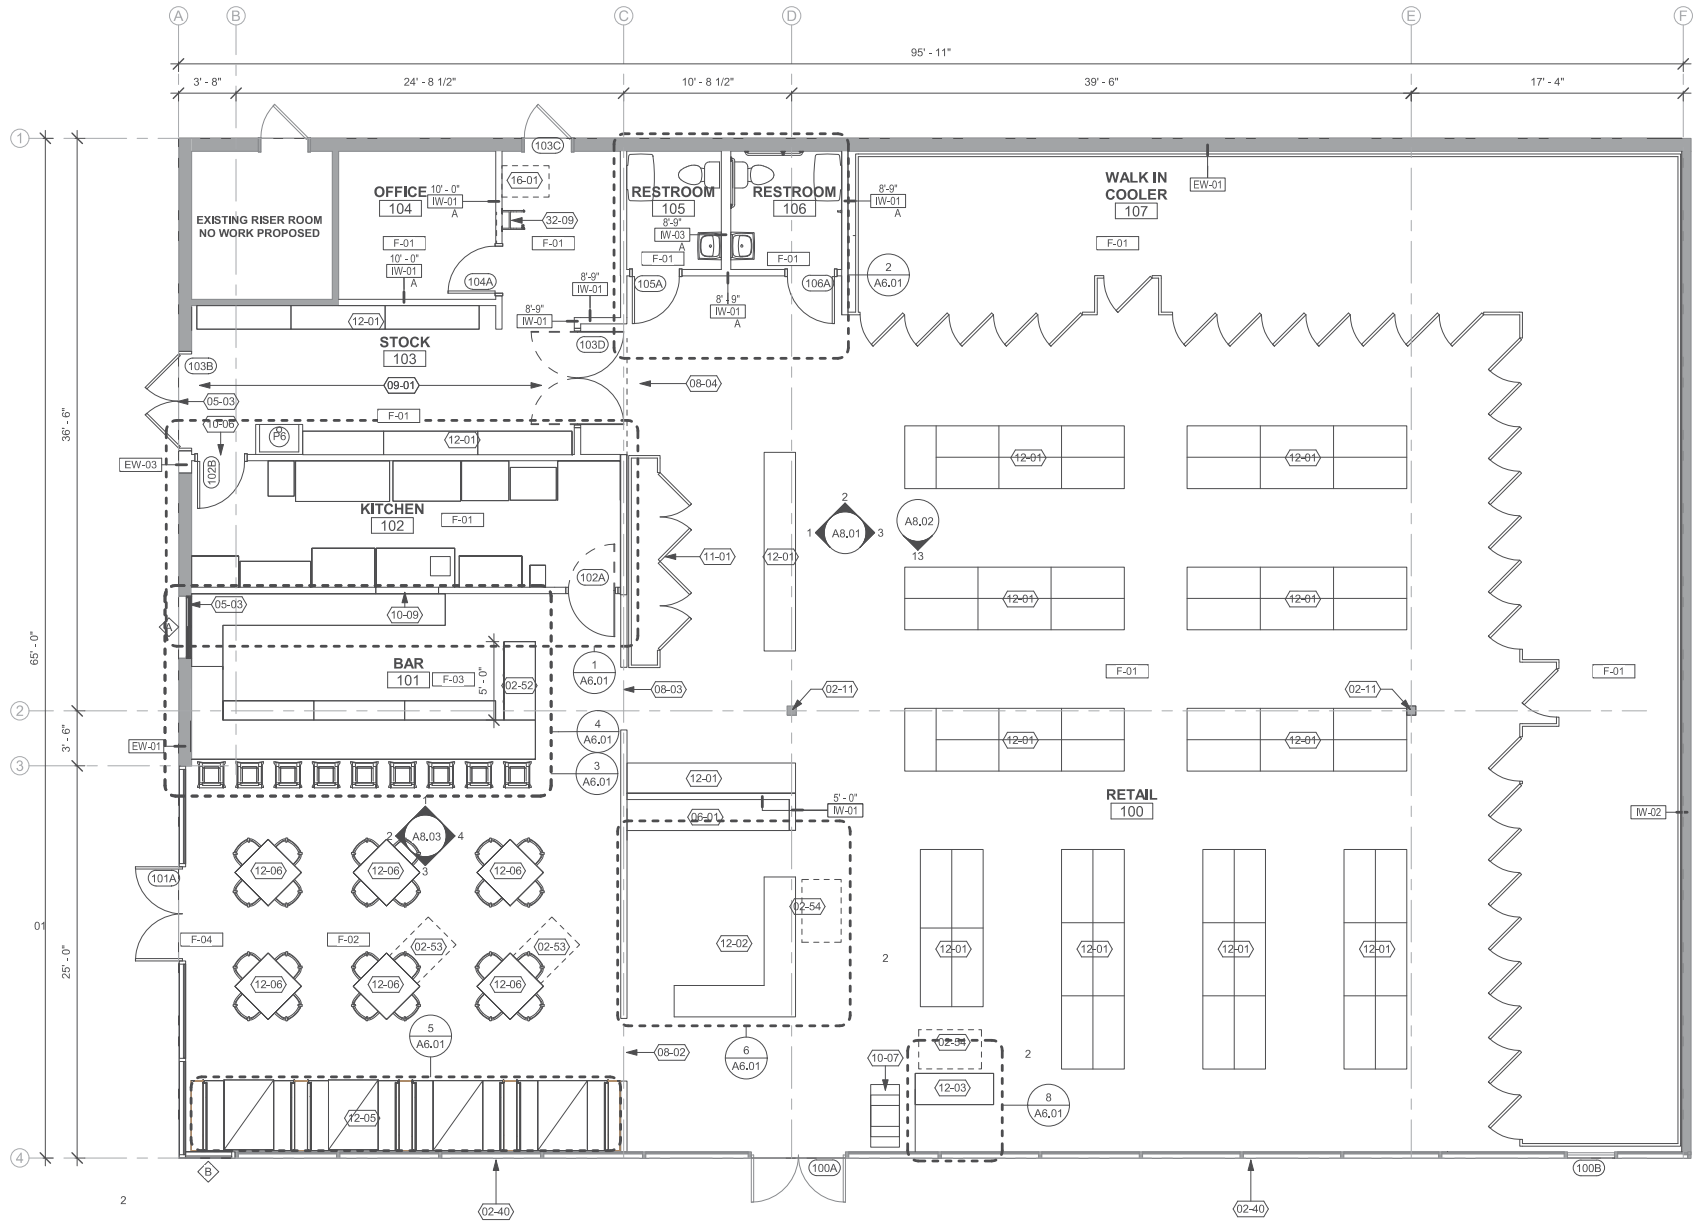 A B C D E F
95' - 11"
3' - 8" 24' - 8 1/2" 10' - 8 1/2" 39' - 6" 17' - 4"
1
103C
16-01
OFFICE
104
10' - 0"
IW-01
A
RESTROOM
105
RESTROOM
106
8'-9"
IW-01
A
WALK IN
COOLER
107
EW-01
EXISTING RISER ROOM
NO WORK PROPOSED
32-09
8'-9"
IW-03
A
F-01
F-01
F-01
F-01
F-01
10' - 0"
IW-01
A
104A
8'-9"
IW-01
105A
106A
2
A6.01
8' - 9"
IW-01
A
8'-9"
IW-01
12-01
STOCK
103
103D
103B
09-01
08-04
05-03
36' - 6"
F-01
10-06
P6
12-01
EW-03
102B
12-01
12-01
KITCHEN
102
F-01
2
1 A8.01 3
A8.02
13
11-01
12-01
102A
12-01
12-01
05-03
10-09
A
65' - 0"
BAR
101
F-03
5' - 0"
02-52
1
A6.01
F-01
F-01
08-03
02-11
02-11
2
4
A6.01
3' - 6"
EW-01
12-01
12-01
3
3
A6.01
12-01
RETAIL
100
5' - 0"
IW-01
06-01
IW-02
1
2 A8.03 4
3
12-06
12-06
12-06
101A
02-54
01
F-04
F-02
02-53
02-53
12-02
12-01
12-01
12-01
12-01
25' - 0"
2
12-06
12-06
12-06
5
A6.01
02-54
2
08-02
6
A6.01
10-07
12-03
8
A6.01
12-05
4
B
100A
100B
2
02-40
02-40